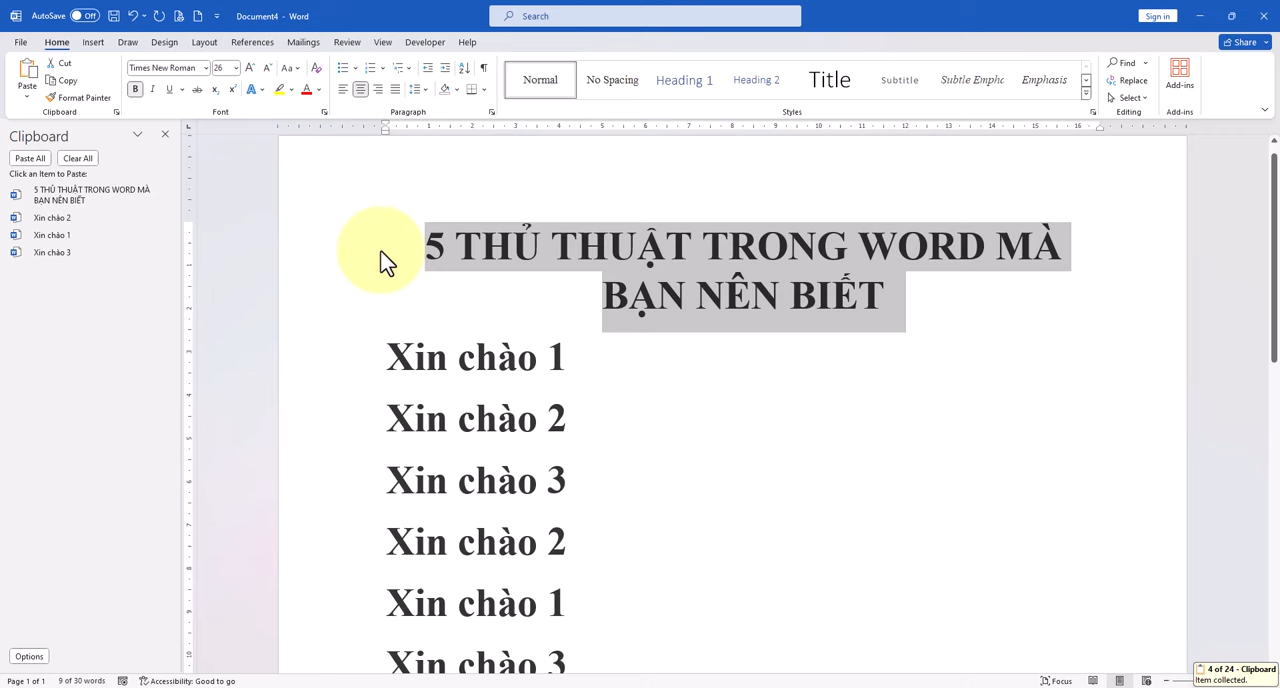 AutoSave Off Document4 - Word Search Sign in
File Home Insert Draw Design Layout References Mailings Review View Developer Help Share
Paste Cut Copy Format Painter Clipboard
Times New Roman 26 Font
Paragraph
Normal No Spacing Heading 1 Heading 2 Title Subtitle Subtle Emphc Emphasis Styles
Find Replace Select Editing
Add-ins Add-ins
Clipboard
Paste All Clear All
Click an Item to Paste:
5 THỦ THUẬT TRONG WORD MÀ
BẠN NÊN BIẾT
Xin chào 2
Xin chào 1
Xin chào 3
Options
5 THỦ THUẬT TRONG WORD MÀ
BẠN NÊN BIẾT
Xin chào 1
Xin chào 2
Xin chào 3
Xin chào 2
Xin chào 1
Xin chào 3
Page 1 of 1 9 of 30 words Accessibility: Good to go Focus
4 of 24 - Clipboard
Item collected.